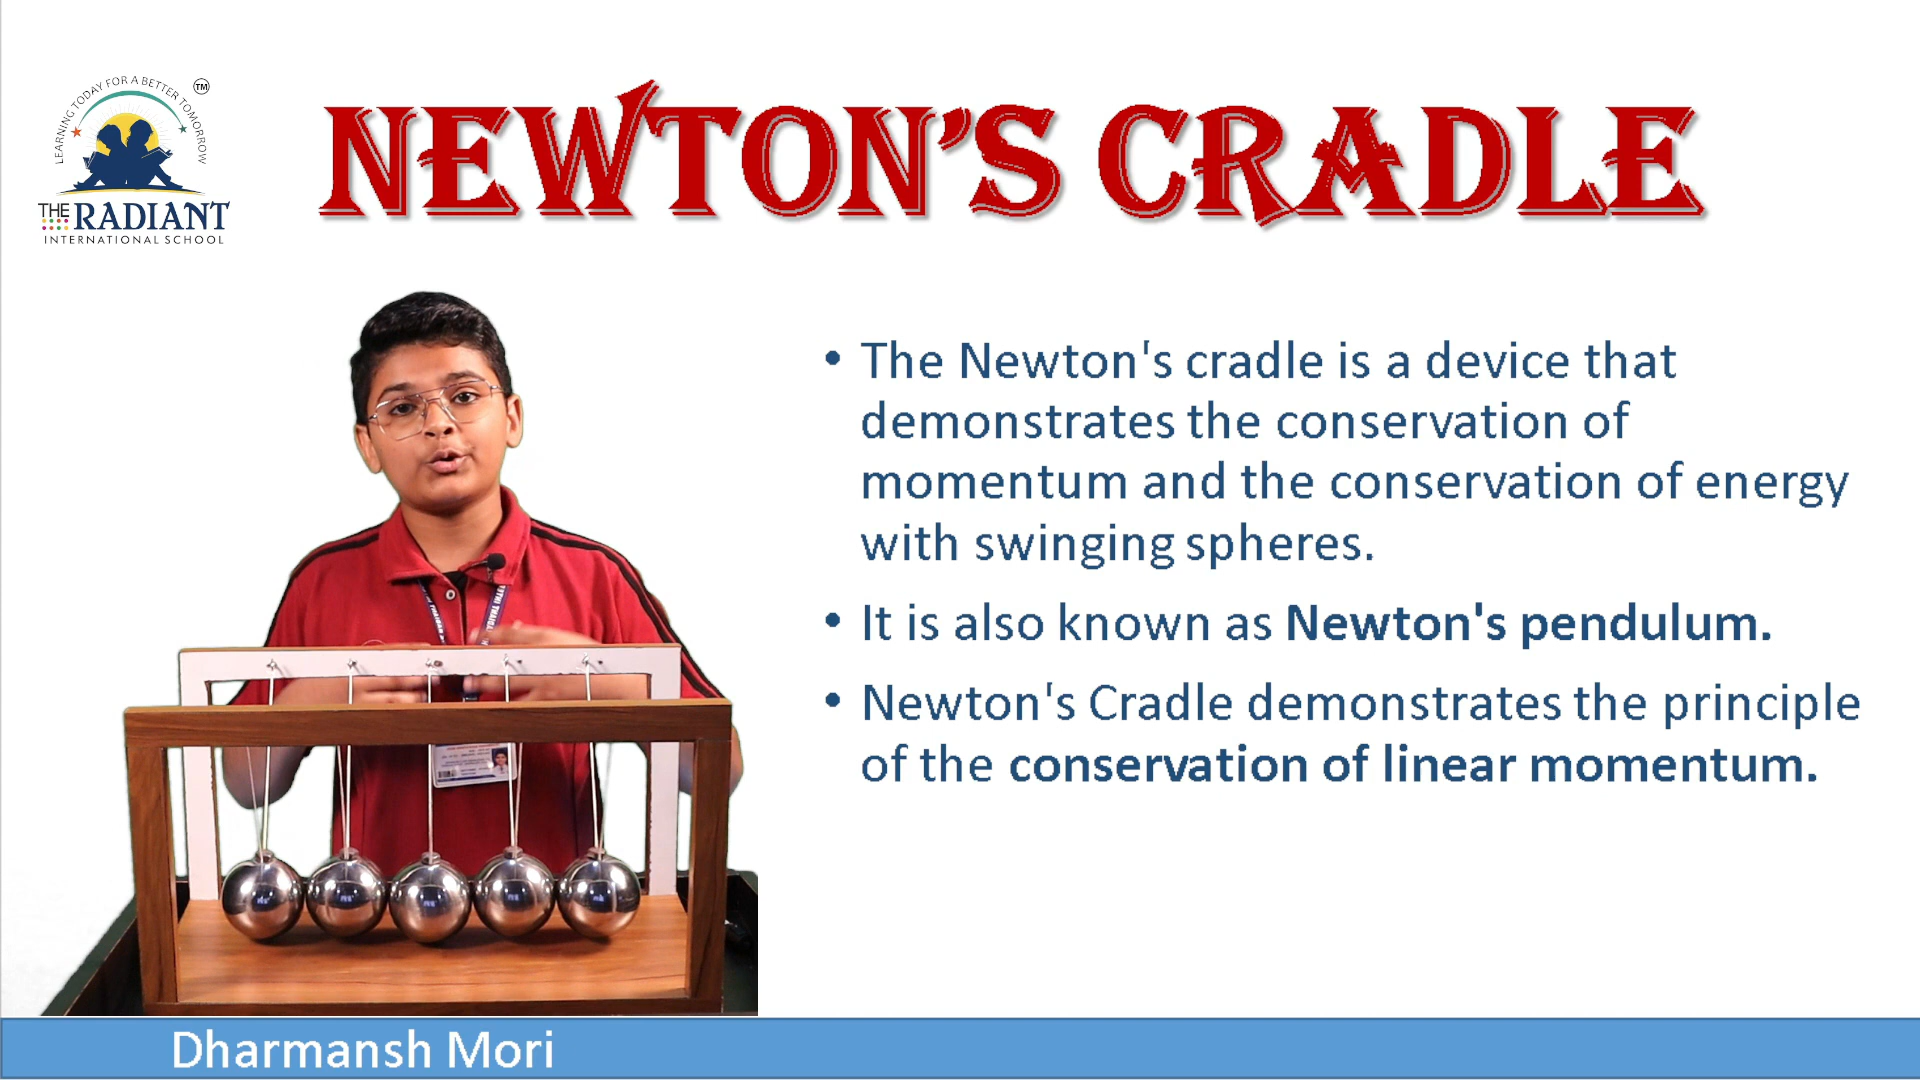 LEARNING TODAY FOR A BETTER TOMORROW
TM
THE RADIANT
INTERNATIONAL SCHOOL
NEWTON'S CRADLE
• The Newton's cradle is a device that
demonstrates the conservation of
momentum and the conservation of energy
with swinging spheres.
• It is also known as Newton's pendulum.
• Newton's Cradle demonstrates the principle
of the conservation of linear momentum.
Dharmansh Mori